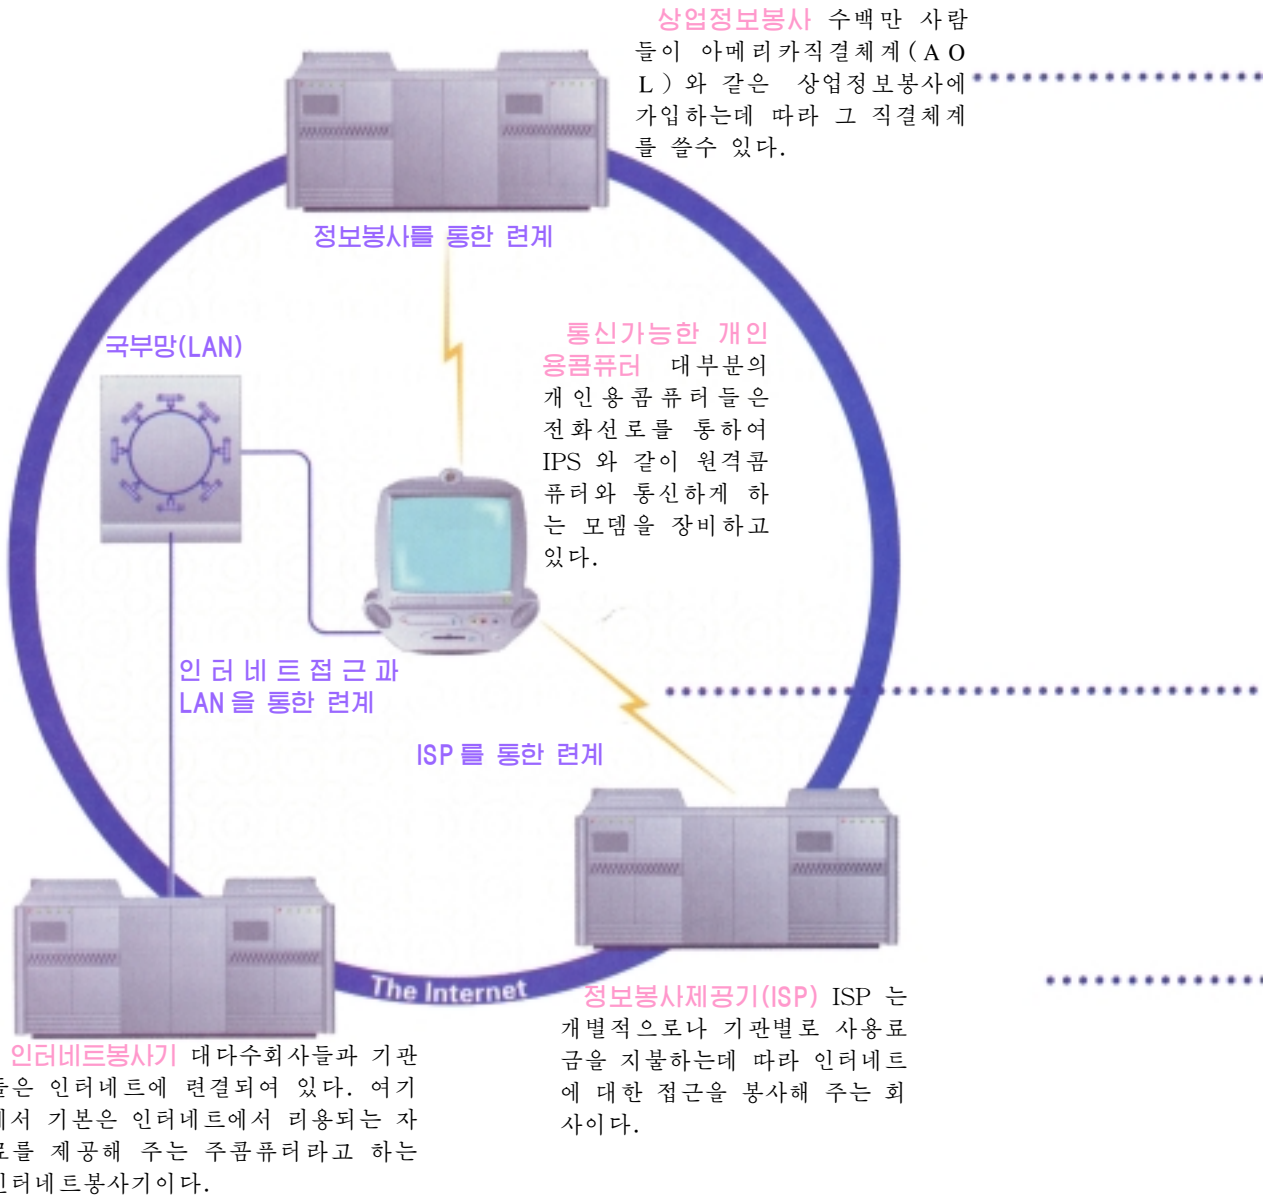 상업정보봉사 수백만 사람
들이 아메리카직결체계(AO
L)와 같은 상업정보봉사에
가입하는데 따라 그 직결체계
를 쓸수 있다.
정보봉사를 통한 련계
국부망(LAN)
통신가능한 개인
용콤퓨터 대부분의
개인용콤퓨터들은
전화선로를 통하여
IPS 와 같이 원격콤
퓨터와 통신하게 하
는 모뎀을 장비하고
있다.
인터네트접근과
LAN을 통한 련계
ISP를 통한 련계
The Internet
정보봉사제공기(ISP) ISP 는
개별적으로나 기관별로 사용료
금을 지불하는데 따라 인터네트
에 대한 접근을 봉사해 주는 회
사이다.
인터네트봉사기 대다수회사들과 기관
들은 인터네트에 련결되여 있다. 여기
에서 기본은 인터네트에서 리용되는 자
료를 제공해 주는 주콤퓨터라고 하는
인터네트봉사기이다.